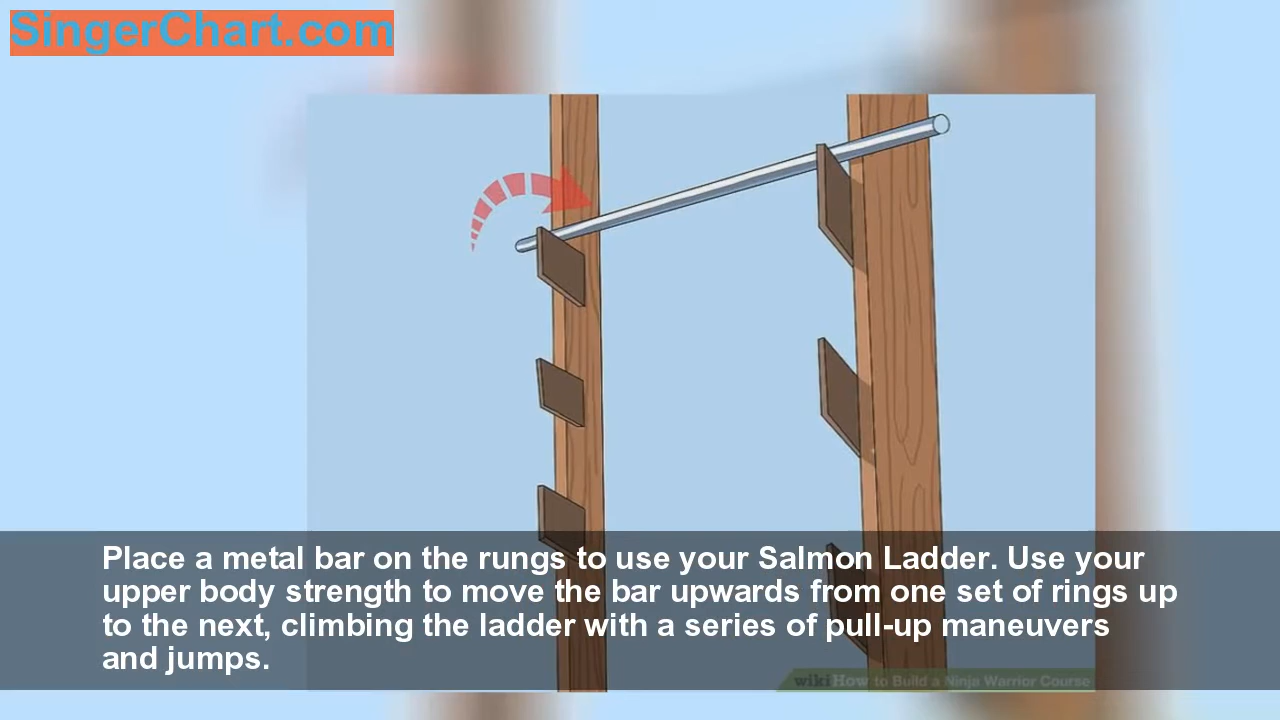 SingerChart.com
Place a metal bar on the rungs to use your Salmon Ladder. Use your
upper body strength to move the bar upwards from one set of rings up
to the next, climbing the ladder with a series of pull-up maneuvers
and jumps.
wikiHow to Build a Ninja Warrior Course